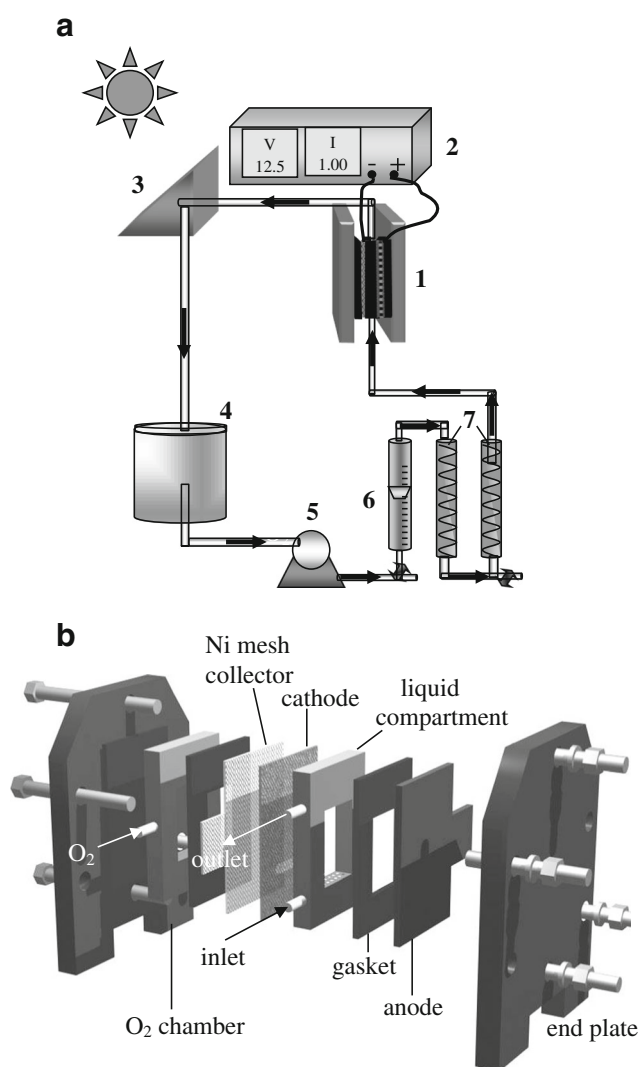 a
V
12.5
I
1.00
- +
2
3
1
4
7
5
6
b
Ni mesh
collector
cathode
liquid
compartment
O₂
outlet
inlet
gasket
anode
O₂ chamber
end plate